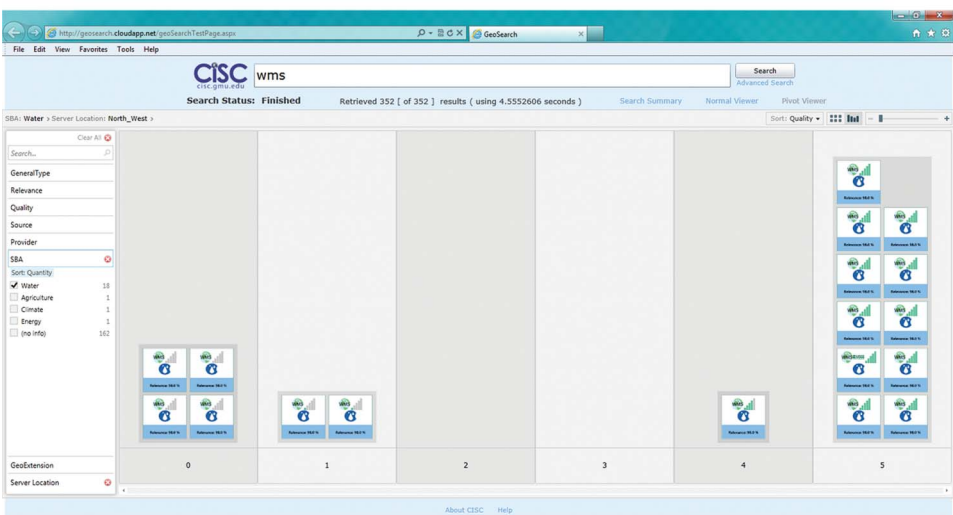 http://geosearch.cloudapp.net/geoSearchTestPage.aspx
GeoSearch
File Edit View Favorites Tools Help
CISC
cisc.gmu.edu
wms
Search
Advanced Search
Search Status: Finished
Retrieved 352 [ of 352 ] results ( using 4.5552606 seconds )
Search Summary
Normal Viewer
Pivot Viewer
SBA: Water > Server Location: North_West >
Sort: Quality
Clear All
Search...
GeneralType
Relevance
Quality
Source
Provider
SBA
Sort: Quantity
Water 18
Agriculture 1
Climate 1
Energy 1
(no info) 162
GeoExtension
Server Location
0 1 2 3 4 5
About CISC Help